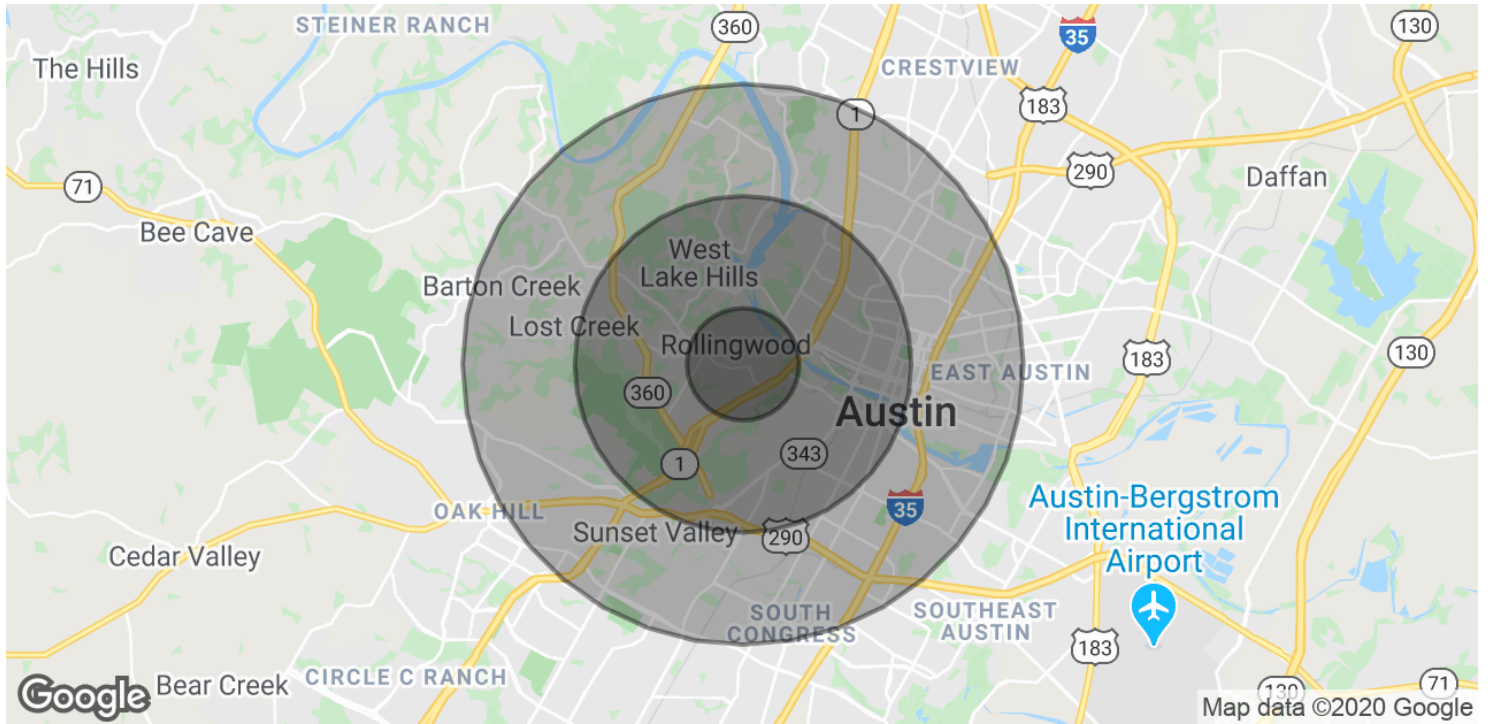 STEINER RANCH
360
35
130
The Hills
CRESTVIEW
183
1
290
71
Daffan
Bee Cave
West
Lake Hills
Barton Creek
Lost Creek
Rollingwood
183
130
EAST AUSTIN
360
Austin
343
1
Austin-Bergstrom
International
Airport
35
OAK HILL
Sunset Valley
290
Cedar Valley
SOUTH
CONGRESS
SOUTHEAST
AUSTIN
183
CIRCLE C RANCH
Bear Creek
71
130
Google
Map data ©2020 Google